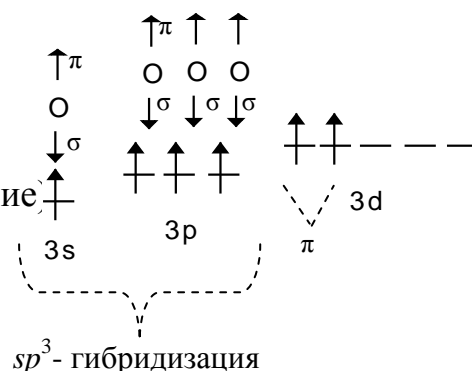 π π
O O O O
σ σ σ σ
ие
3s 3p 3d
π
sp³- гибридизация